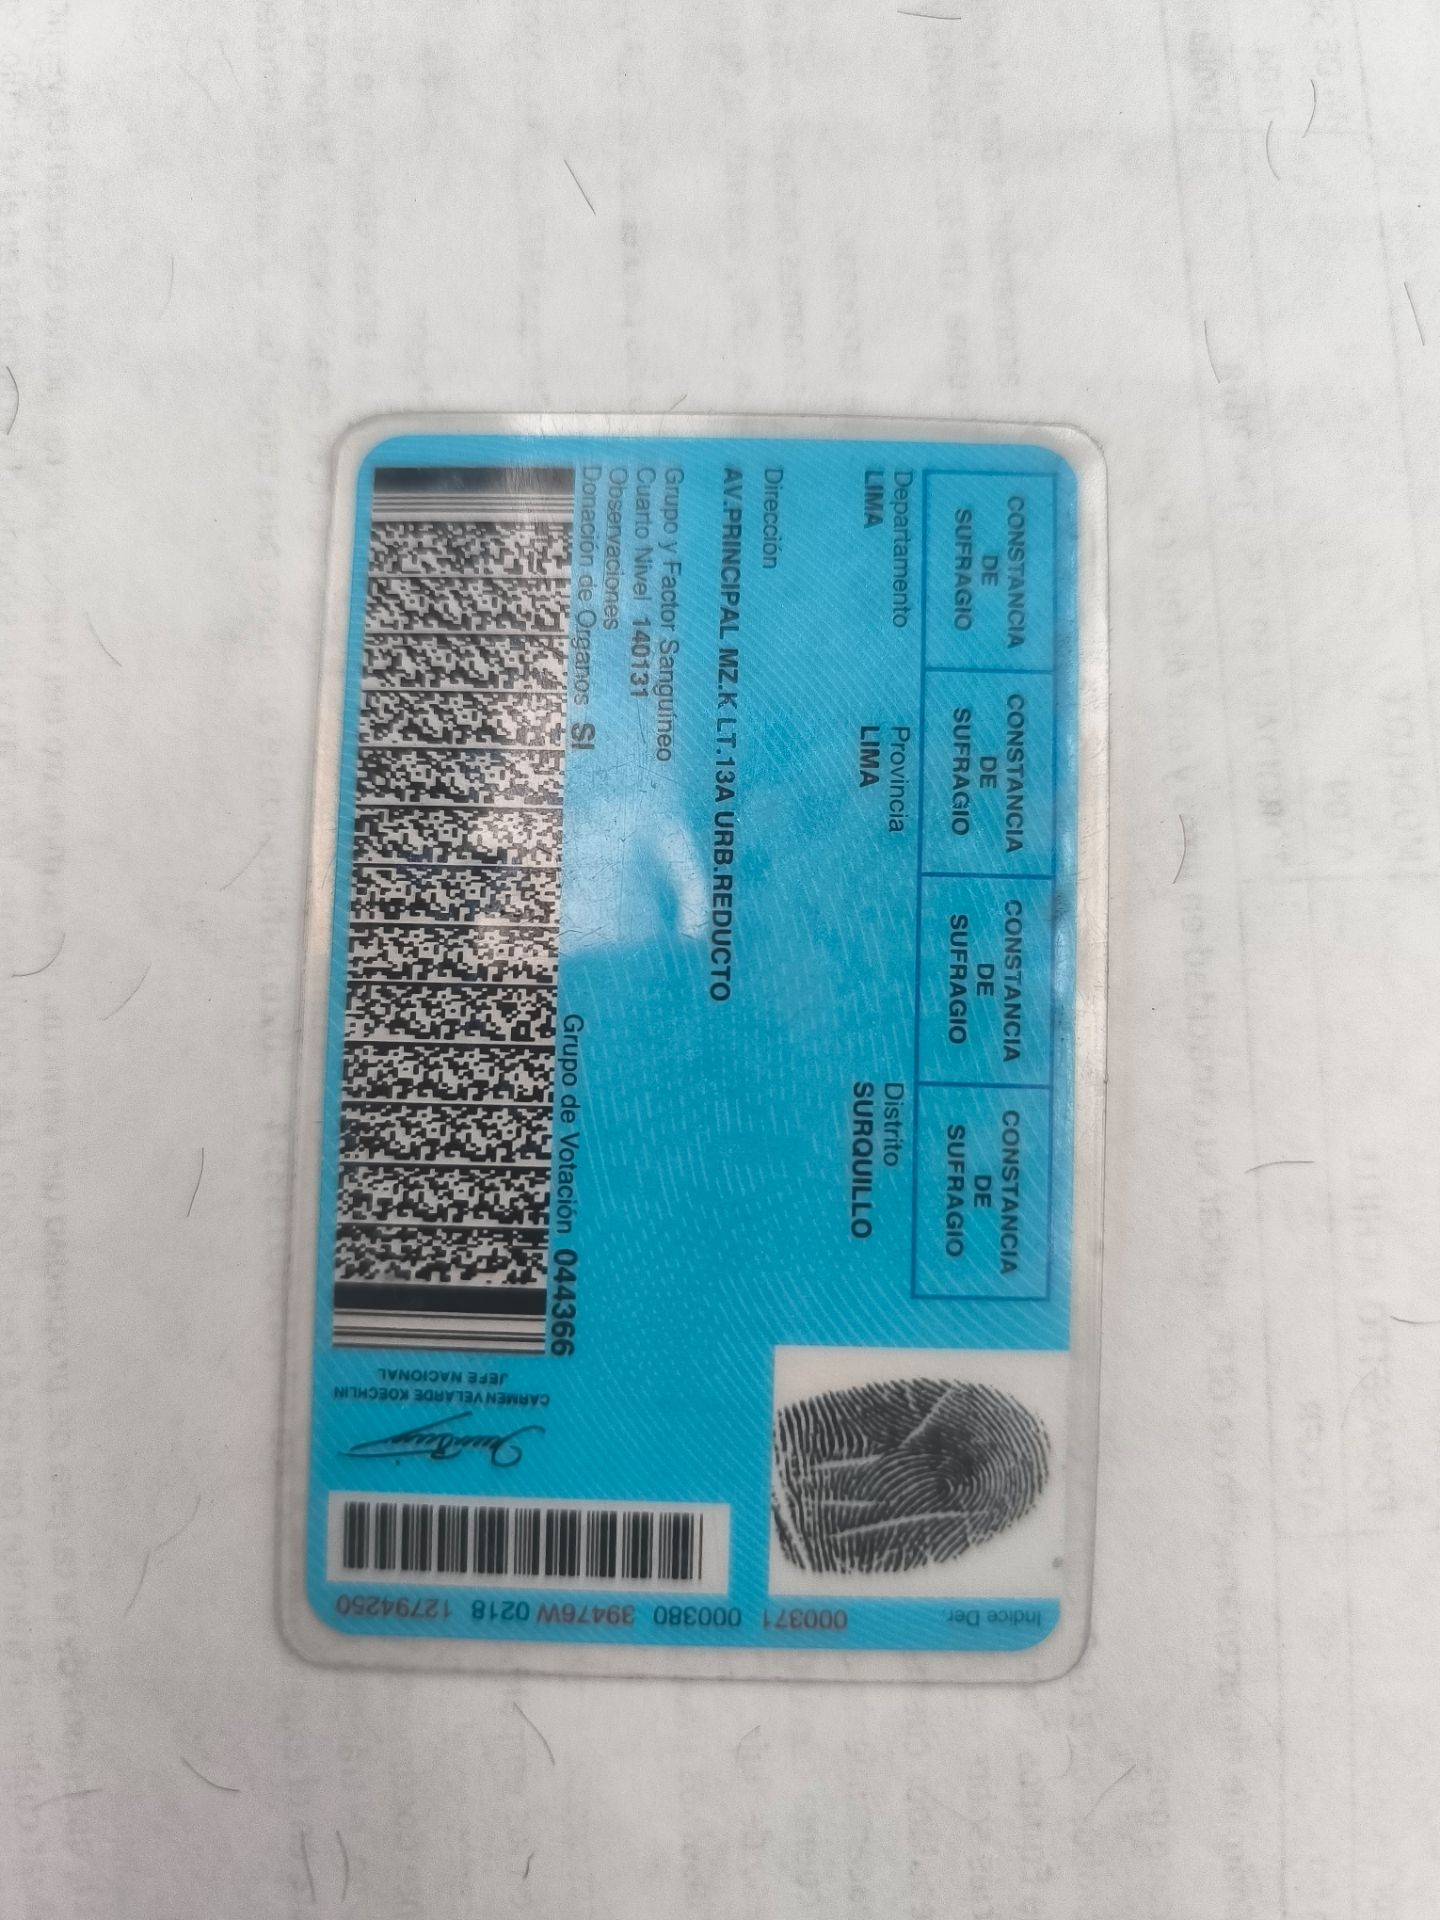 CONSTANCIA DE SUFRAGIO
CONSTANCIA DE SUFRAGIO
CONSTANCIA DE SUFRAGIO
CONSTANCIA DE SUFRAGIO
Departamento Provincia Distrito
LIMA LIMA SURQUILLO
Dirección
AV.PRINCIPAL MZ.K LT.13A URB.REDUCTO
Grupo y Factor Sanguíneo
Cuarto Nivel 140131
Observaciones
Donación de Organos SI Grupo de Votación 044366
Indice Der.
CARMEN VELARDE KOECHLIN
JEFE NACIONAL
12794250 0218 39476W 000380 000371